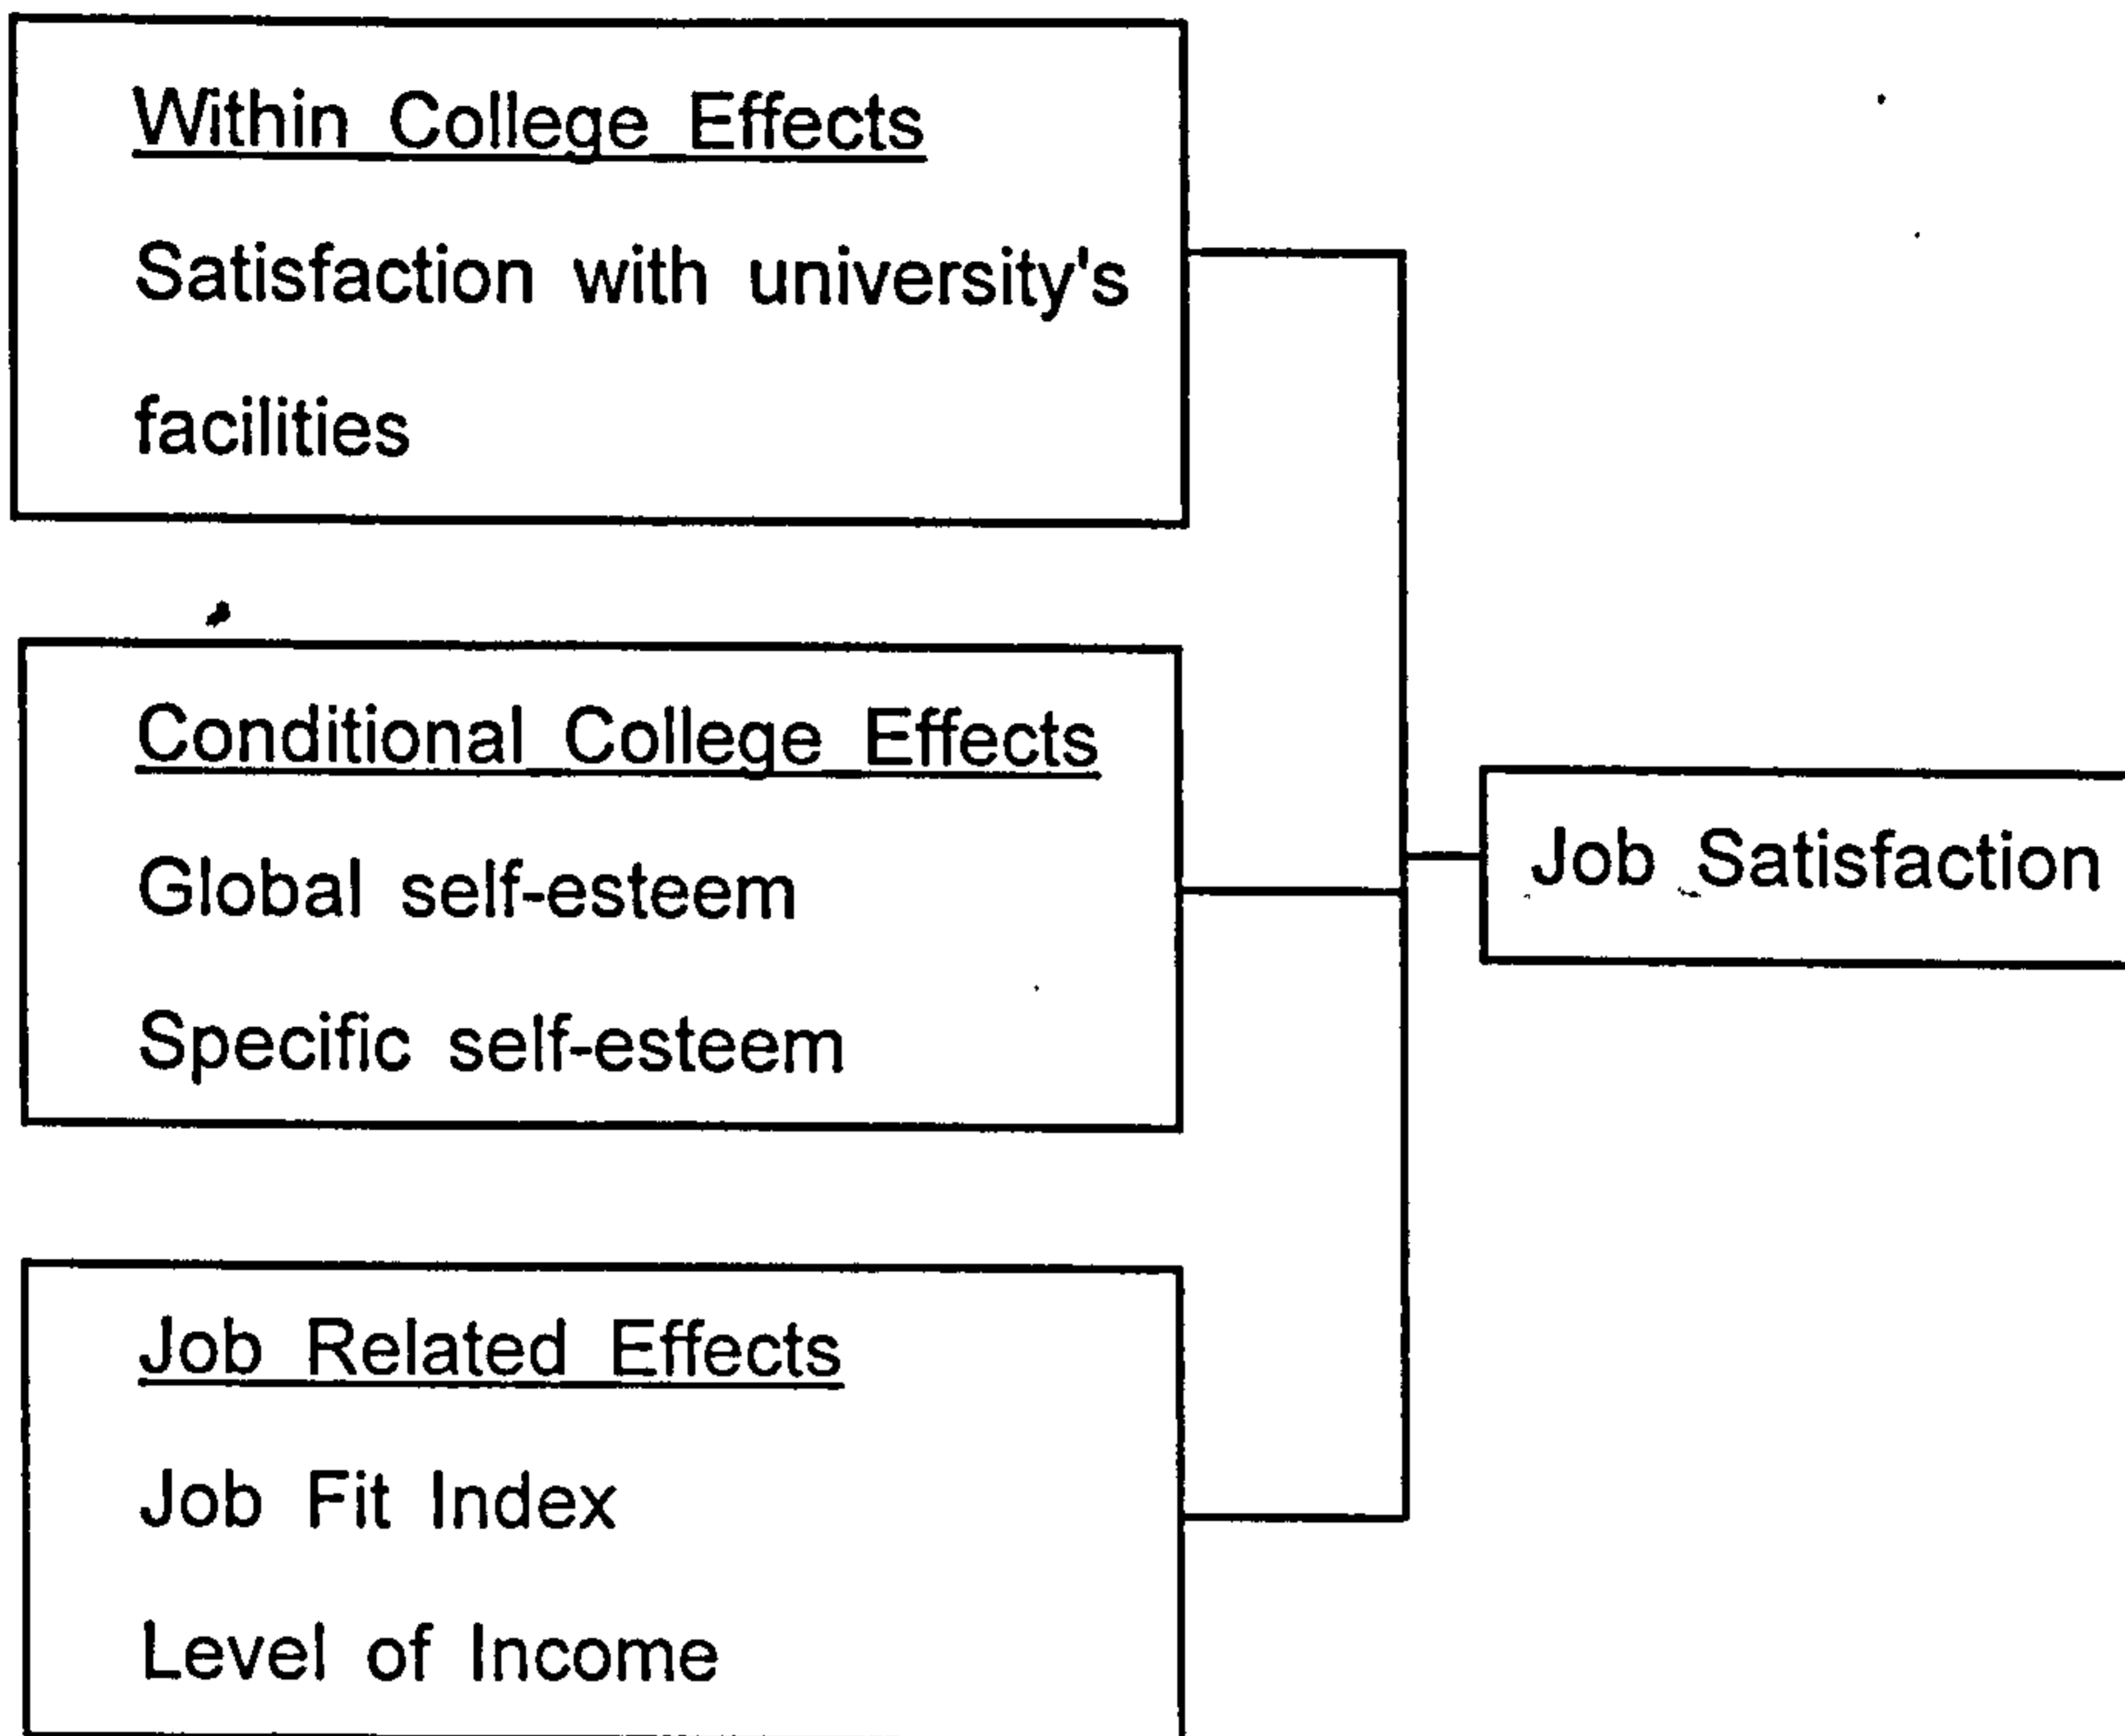 Within College Effects
Satisfaction with university's
facilities
Conditional College Effects
Global self-esteem
Specific self-esteem
Job Satisfaction
Job Related Effects
Job Fit Index
Level of Income